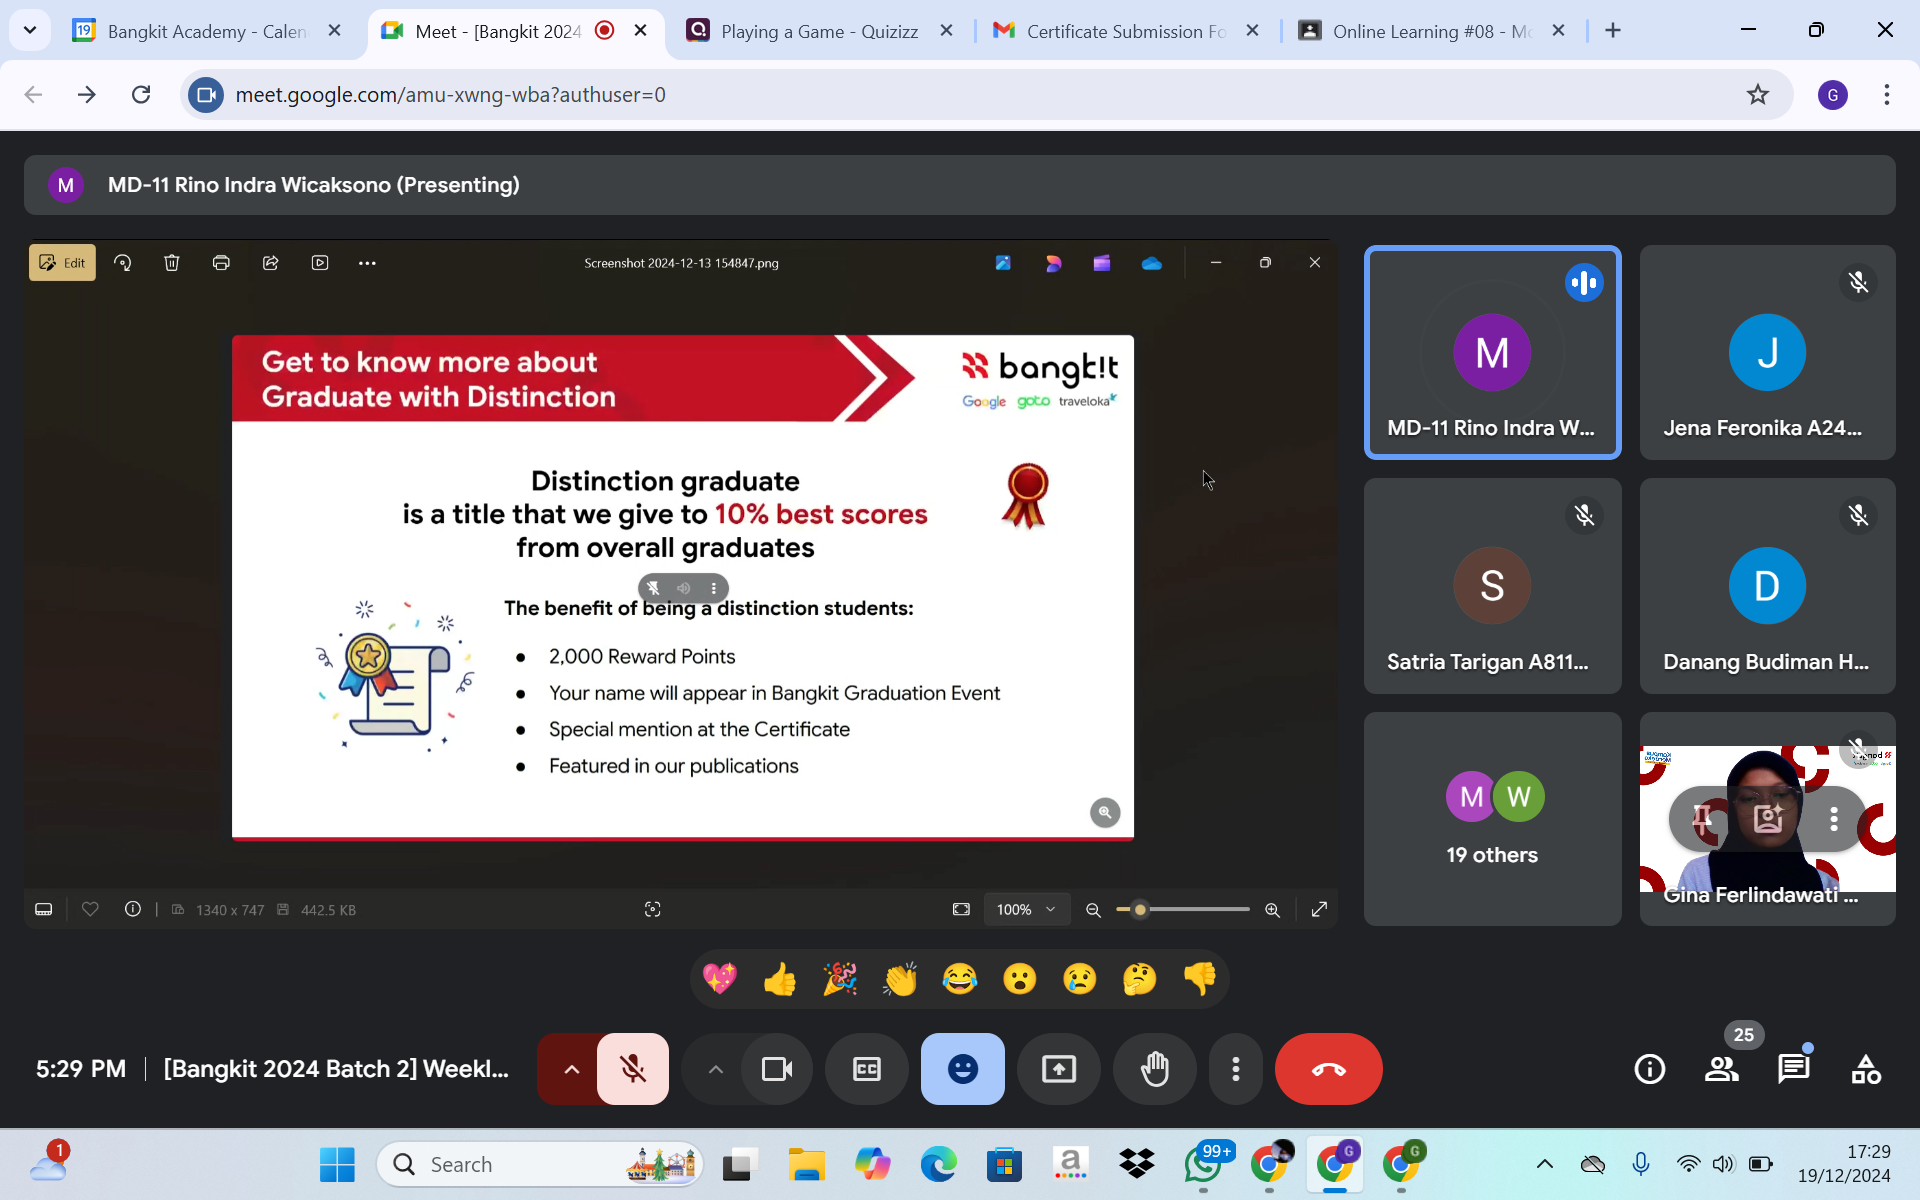 Bangkit Academy - Calen
Meet - [Bangkit 2024
Playing a Game - Quizizz
Certificate Submission Fo
Online Learning #08 - Mo
meet.google.com/amu-xwng-wba?authuser=0
G
M
MD-11 Rino Indra Wicaksono (Presenting)
Edit
Screenshot 2024-12-13 154847.png
Get to know more about
Graduate with Distinction
bangk!t
Google goto traveloka
Distinction graduate
is a title that we give to 10% best scores
from overall graduates
The benefit of being a distinction students:
• 2,000 Reward Points
• Your name will appear in Bangkit Graduation Event
• Special mention at the Certificate
• Featured in our publications
1340 x 747
442.5 KB
100%
M
MD-11 Rino Indra W...
J
Jena Feronika A24...
S
Satria Tarigan A811...
D
Danang Budiman H...
M W
19 others
Gina Ferlindawati ...
5:29 PM
[Bangkit 2024 Batch 2] Weekl...
CC
25
1
Search
a
99+
G
G
17:29
19/12/2024